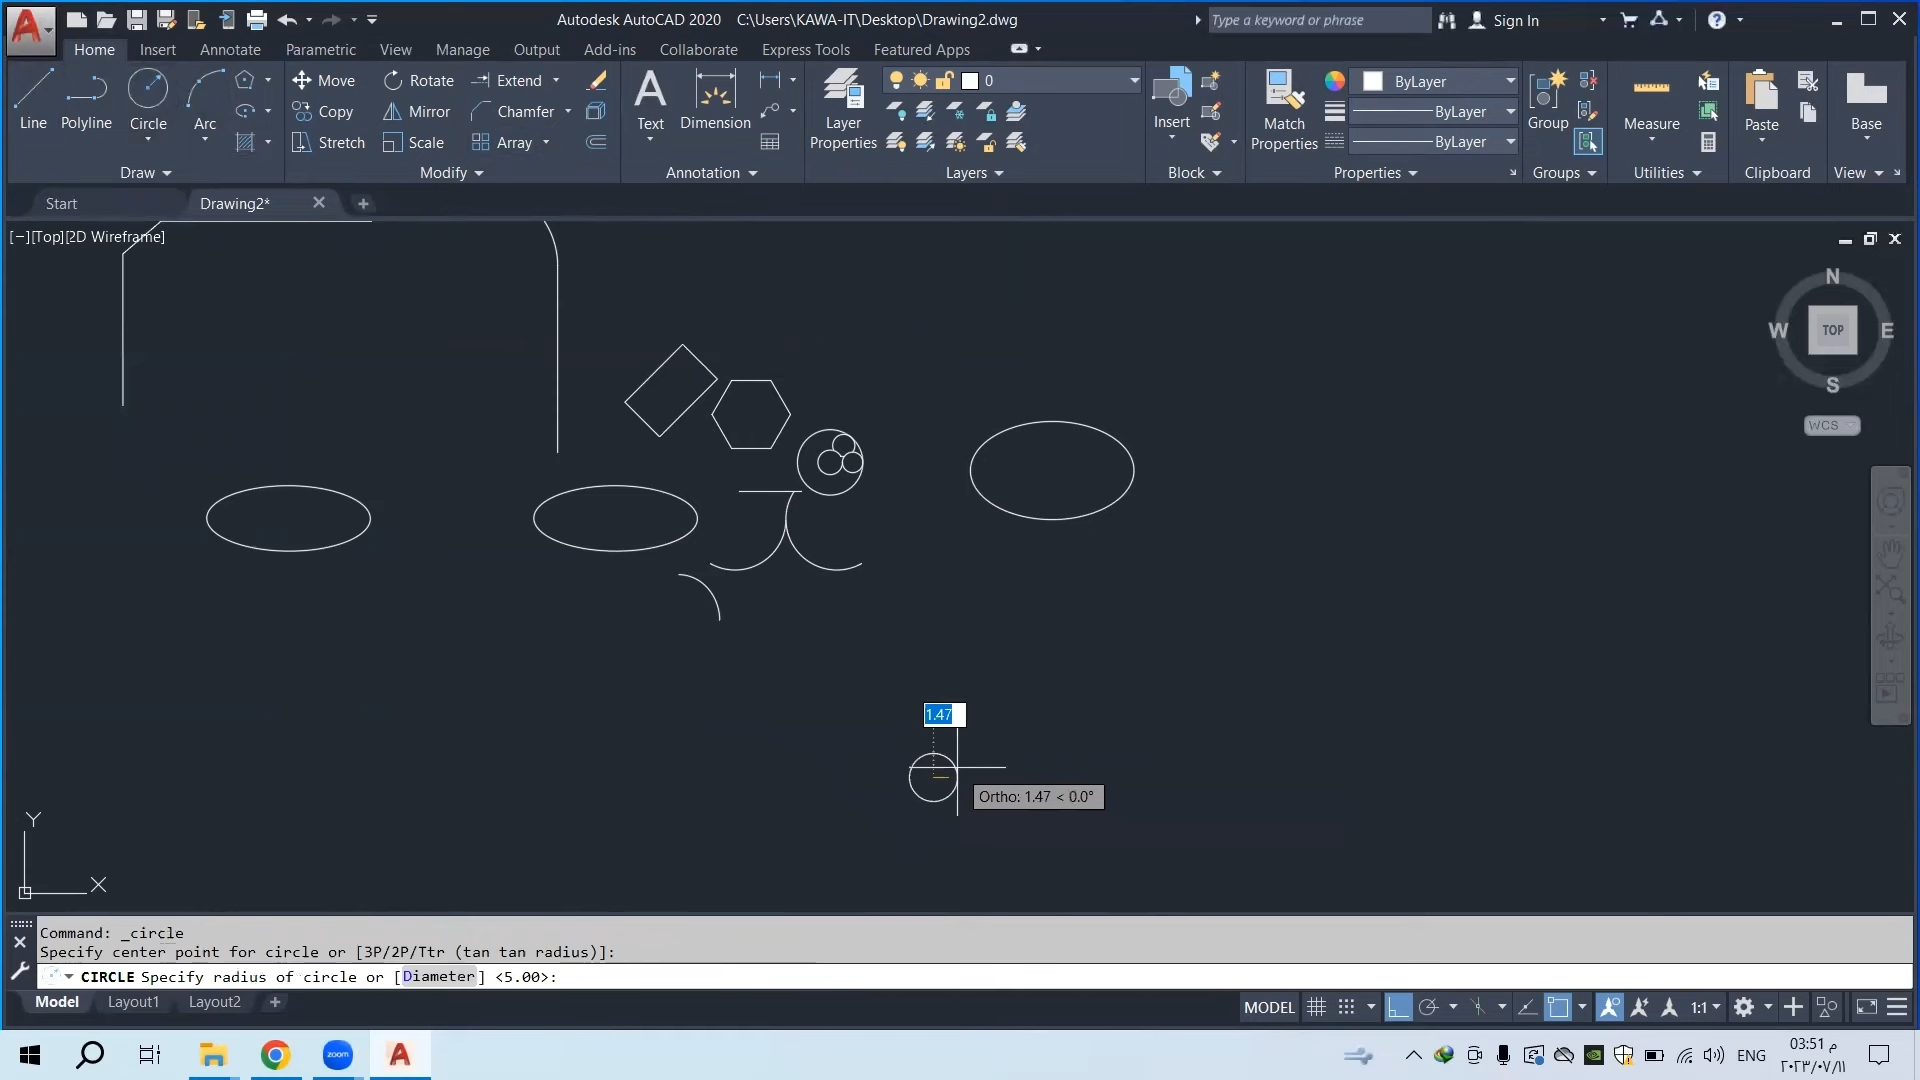 Autodesk AutoCAD 2020 C:\Users\KAWA-IT\Desktop\Drawing2.dwg
Type a keyword or phrase
Sign In
Home Insert Annotate Parametric View Manage Output Add-ins Collaborate Express Tools Featured Apps
Line
Polyline
Circle
Arc
Draw
Move
Rotate
Extend
Copy
Mirror
Chamfer
Stretch
Scale
Array
Modify
Text
Dimension
Annotation
Layer
Properties
0
Layers
Insert
Block
Match
Properties
ByLayer
ByLayer
ByLayer
Properties
Group
Groups
Measure
Utilities
Paste
Clipboard
Base
View
Start
Drawing2*
[−][Top][2D Wireframe]
N
W
TOP
E
S
WCS
1.47
Ortho: 1.47 < 0.0°
Y
X
Command: _circle
Specify center point for circle or [3P/2P/Ttr (tan tan radius)]:
CIRCLE Specify radius of circle or [Diameter] <5.00>:
Model Layout1 Layout2
MODEL
1:1
zoom
ENG
03:51 م
٢٠٢٣/٠٧/١١